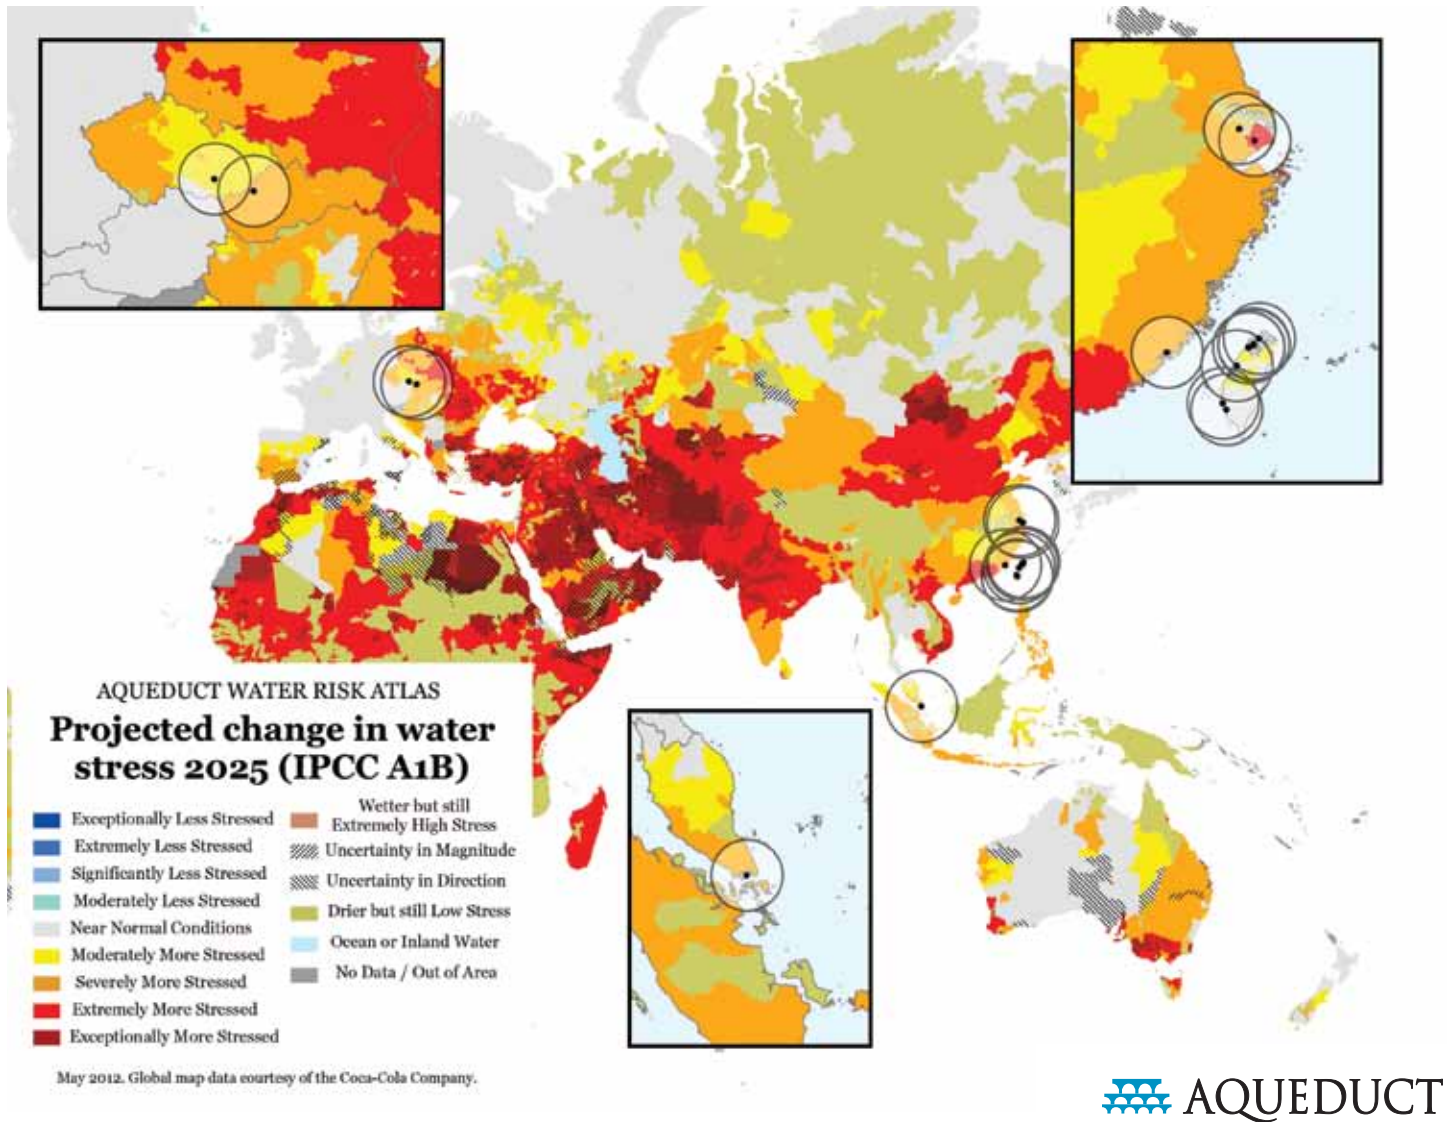 AQUEDUCT WATER RISK ATLAS
Projected change in water
stress 2025 (IPCC A1B)
Exceptionally Less Stressed
Extremely Less Stressed
Significantly Less Stressed
Moderately Less Stressed
Near Normal Conditions
Moderately More Stressed
Severely More Stressed
Extremely More Stressed
Exceptionally More Stressed
Wetter but still
Extremely High Stress
Uncertainty in Magnitude
Uncertainty in Direction
Drier but still Low Stress
Ocean or Inland Water
No Data / Out of Area
May 2012. Global map data courtesy of the Coca-Cola Company.
AQUEDUCT